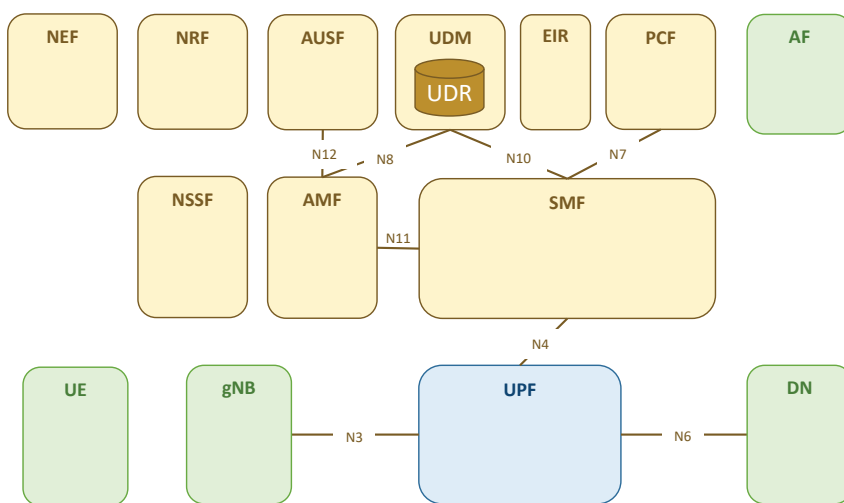 NEF
NRF
AUSF
UDM
EIR
PCF
AF
UDR
N12
N8
N10
N7
NSSF
AMF
SMF
N11
N4
UE
gNB
UPF
DN
N3
N6